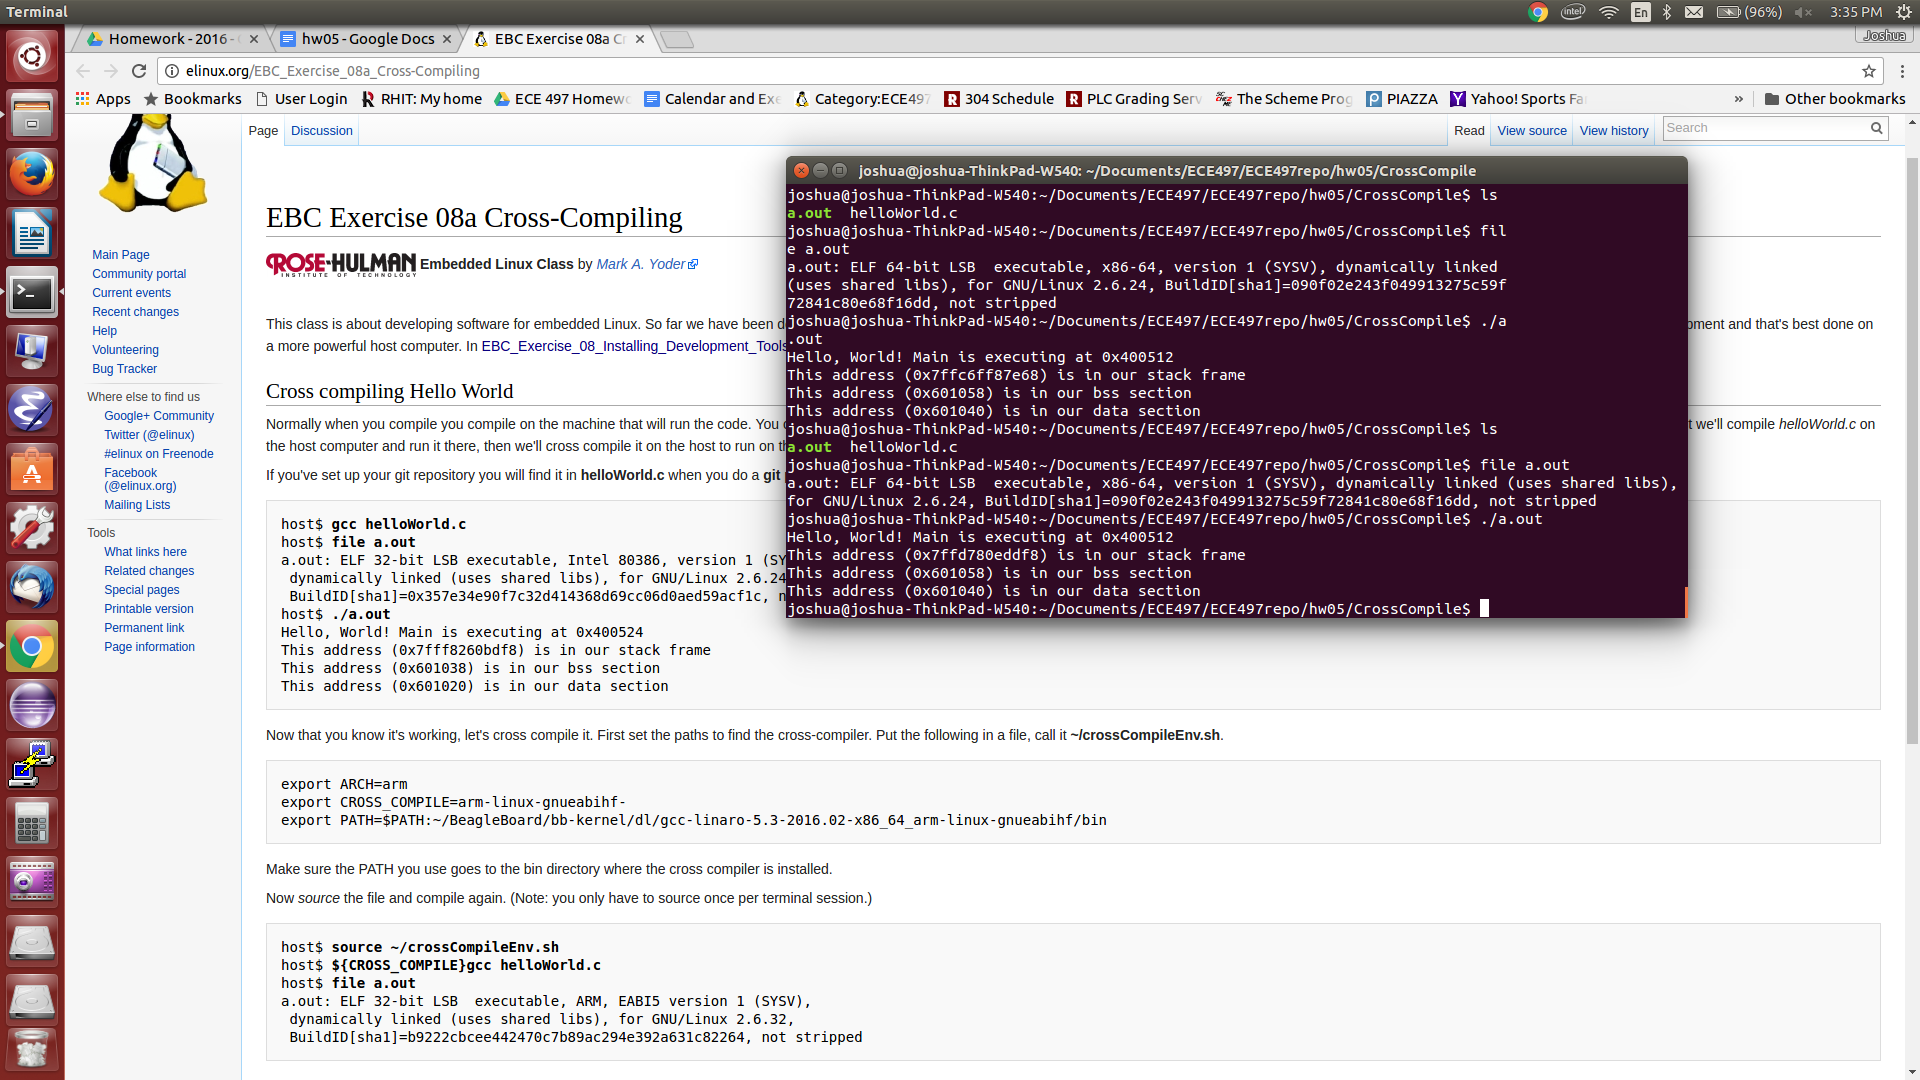 Terminal
En
(96%)
3:35 PM
Homework - 2016 -
hw05 - Google Docs
EBC Exercise 08a
Joshua
elinux.org/EBC_Exercise_08a_Cross-Compiling
Apps
Bookmarks
User Login
RHIT: My home
ECE 497
Calendar and
Category:ECE497
304 Schedule
PLC Grading
The Scheme
PIAZZA
Yahoo! Sports
»
Other bookmarks
Page
Discussion
Read
View source
View history
Search
Main Page
Community portal
Current events
Recent changes
Help
Volunteering
Bug Tracker
Where else to find us
Google+ Community
Twitter (@elinux)
#elinux on Freenode
Facebook
(@elinux.org)
Mailing Lists
Tools
What links here
Related changes
Special pages
Printable version
Permanent link
Page information
EBC Exercise 08a Cross-Compiling
ROSE-HULMAN
INSTITUTE OF TECHNOLOGY
Embedded Linux Class by Mark A. Yoder
This class is about developing software for embedded Linux. So far we have been
and that's best done on
a more powerful host computer. In EBC_Exercise_08_Installing_Development_Tools
Cross compiling Hello World
Normally when you compile you compile on the machine that will run the code. You
we'll compile helloWorld.c on
the host computer and run it there, then we'll cross compile it on the host to run on
If you've set up your git repository you will find it in helloWorld.c when you do a git
host$ gcc helloWorld.c
host$ file a.out
a.out: ELF 32-bit LSB executable, Intel 80386, version 1 (SY
dynamically linked (uses shared libs), for GNU/Linux 2.6.24
BuildID[sha1]=0x357e34e90f7c32d414368d69cc06d0aed59acf1c,
host$ ./a.out
Hello, World! Main is executing at 0x400524
This address (0x7fff8260bdf8) is in our stack frame
This address (0x601038) is in our bss section
This address (0x601020) is in our data section
Now that you know it's working, let's cross compile it. First set the paths to find the cross-compiler. Put the following in a file, call it ~/crossCompileEnv.sh.
export ARCH=arm
export CROSS_COMPILE=arm-linux-gnueabihf-
export PATH=$PATH:~/BeagleBoard/bb-kernel/dl/gcc-linaro-5.3-2016.02-x86_64_arm-linux-gnueabihf/bin
Make sure the PATH you use goes to the bin directory where the cross compiler is installed.
Now source the file and compile again. (Note: you only have to source once per terminal session.)
host$ source ~/crossCompileEnv.sh
host$ ${CROSS_COMPILE}gcc helloWorld.c
host$ file a.out
a.out: ELF 32-bit LSB  executable, ARM, EABI5 version 1 (SYSV),
dynamically linked (uses shared libs), for GNU/Linux 2.6.32,
BuildID[sha1]=b9222cbcee442470c7b89ac294e392a631c82264, not stripped
joshua@joshua-ThinkPad-W540: ~/Documents/ECE497/ECE497repo/hw05/CrossCompile
joshua@joshua-ThinkPad-W540:~/Documents/ECE497/ECE497repo/hw05/CrossCompile$ ls
a.out  helloWorld.c
joshua@joshua-ThinkPad-W540:~/Documents/ECE497/ECE497repo/hw05/CrossCompile$ fil
e a.out
a.out: ELF 64-bit LSB  executable, x86-64, version 1 (SYSV), dynamically linked
(uses shared libs), for GNU/Linux 2.6.24, BuildID[sha1]=090f02e243f049913275c59f
72841c80e68f16dd, not stripped
joshua@joshua-ThinkPad-W540:~/Documents/ECE497/ECE497repo/hw05/CrossCompile$ ./a
.out
Hello, World! Main is executing at 0x400512
This address (0x7ffc6ff87e68) is in our stack frame
This address (0x601058) is in our bss section
This address (0x601040) is in our data section
joshua@joshua-ThinkPad-W540:~/Documents/ECE497/ECE497repo/hw05/CrossCompile$ ls
a.out  helloWorld.c
joshua@joshua-ThinkPad-W540:~/Documents/ECE497/ECE497repo/hw05/CrossCompile$ file a.out
a.out: ELF 64-bit LSB  executable, x86-64, version 1 (SYSV), dynamically linked (uses shared libs),
for GNU/Linux 2.6.24, BuildID[sha1]=090f02e243f049913275c59f72841c80e68f16dd, not stripped
joshua@joshua-ThinkPad-W540:~/Documents/ECE497/ECE497repo/hw05/CrossCompile$ ./a.out
Hello, World! Main is executing at 0x400512
This address (0x7ffd780eddf8) is in our stack frame
This address (0x601058) is in our bss section
This address (0x601040) is in our data section
joshua@joshua-ThinkPad-W540:~/Documents/ECE497/ECE497repo/hw05/CrossCompile$